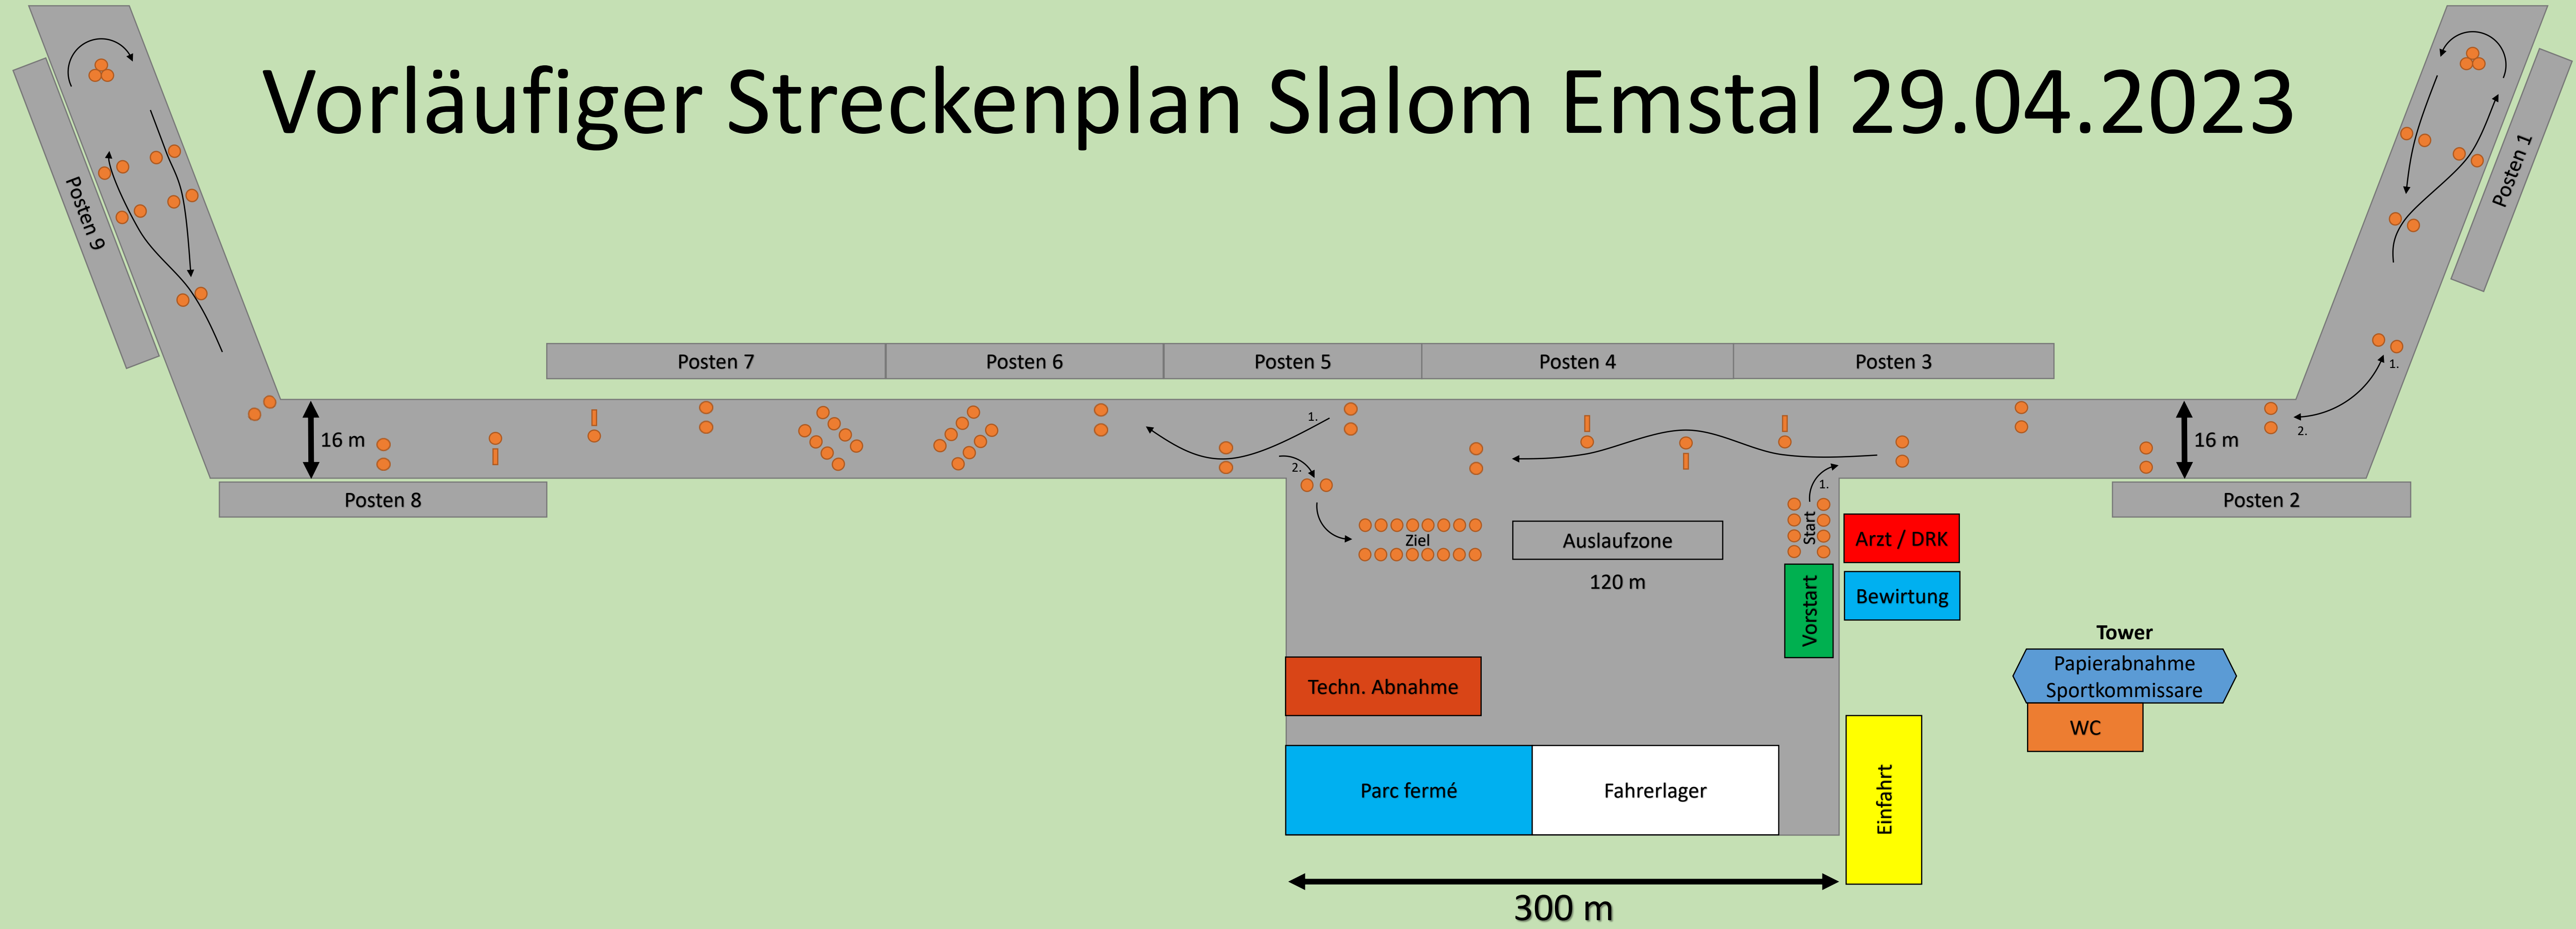 Vorläufiger Streckenplan Slalom Emstal 29.04.2023
Posten 9
Posten 1
1.
2.
Posten 7
Posten 6
Posten 5
Posten 4
Posten 3
16 m
1.
16 m
2.
1.
Posten 8
Posten 2
Ziel
Auslaufzone
120 m
Start
Arzt / DRK
Vorstart
Bewirtung
Tower
Papierabnahme
Sportkommissare
WC
Techn. Abnahme
Parc fermé
Fahrerlager
Einfahrt
300 m